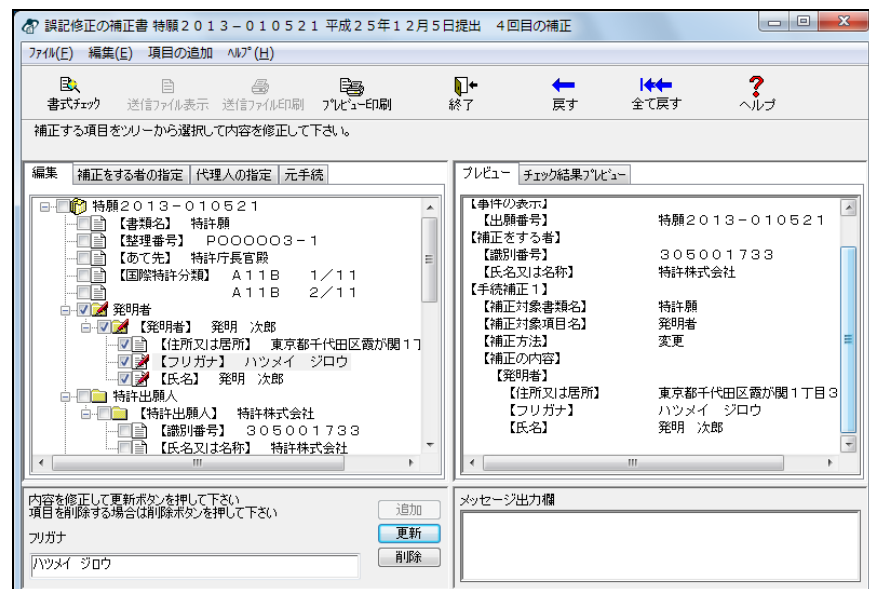 誤記修正の補正書 特願２０１３－０１０５２１ 平成２５年１２月５日提出　４回目の補正
ﾌｧｲﾙ(F)　編集(E)　項目の追加　ﾍﾙﾌﾟ(H)
書式ﾁｪｯｸ　送信ﾌｧｲﾙ表示　送信ﾌｧｲﾙ印刷　ﾌﾟﾚﾋﾞｭｰ印刷　終了　戻す　全て戻す　ヘルプ
補正する項目をツリーから選択して内容を修正して下さい。
編集　補正をする者の指定　代理人の指定　元手続
特願２０１３－０１０５２１
【書類名】　特許願
【整理番号】　Ｐ００００００３－１
【あて先】　特許庁長官殿
【国際特許分類】　Ａ１１Ｂ　　１／１１
Ａ１１Ｂ　　２／１１
発明者
【発明者】　発明　次郎
【住所又は居所】　東京都千代田区霞が関１丁
【フリガナ】　ハツメイ　ジロウ
【氏名】　発明　次郎
特許出願人
【特許出願人】　特許株式会社
【識別番号】　３０５００１７３３
【氏名又は名称】　特許株式会社
プレビュー　チェック結果ﾌﾟﾚﾋﾞｭｰ
【事件の表示】
【出願番号】　特願２０１３－０１０５２１
【補正をする者】
【識別番号】　３０５００１７３３
【氏名又は名称】　特許株式会社
【手続補正１】
【補正対象書類名】　特許願
【補正対象項目名】　発明者
【補正方法】　変更
【補正の内容】
【発明者】
【住所又は居所】　東京都千代田区霞が関１丁目３
【フリガナ】　ハツメイ　ジロウ
【氏名】　発明　次郎
内容を修正して更新ボタンを押して下さい
項目を削除する場合は削除ボタンを押して下さい
フリガナ
ハツメイ　ジロウ
追加
更新
削除
メッセージ出力欄